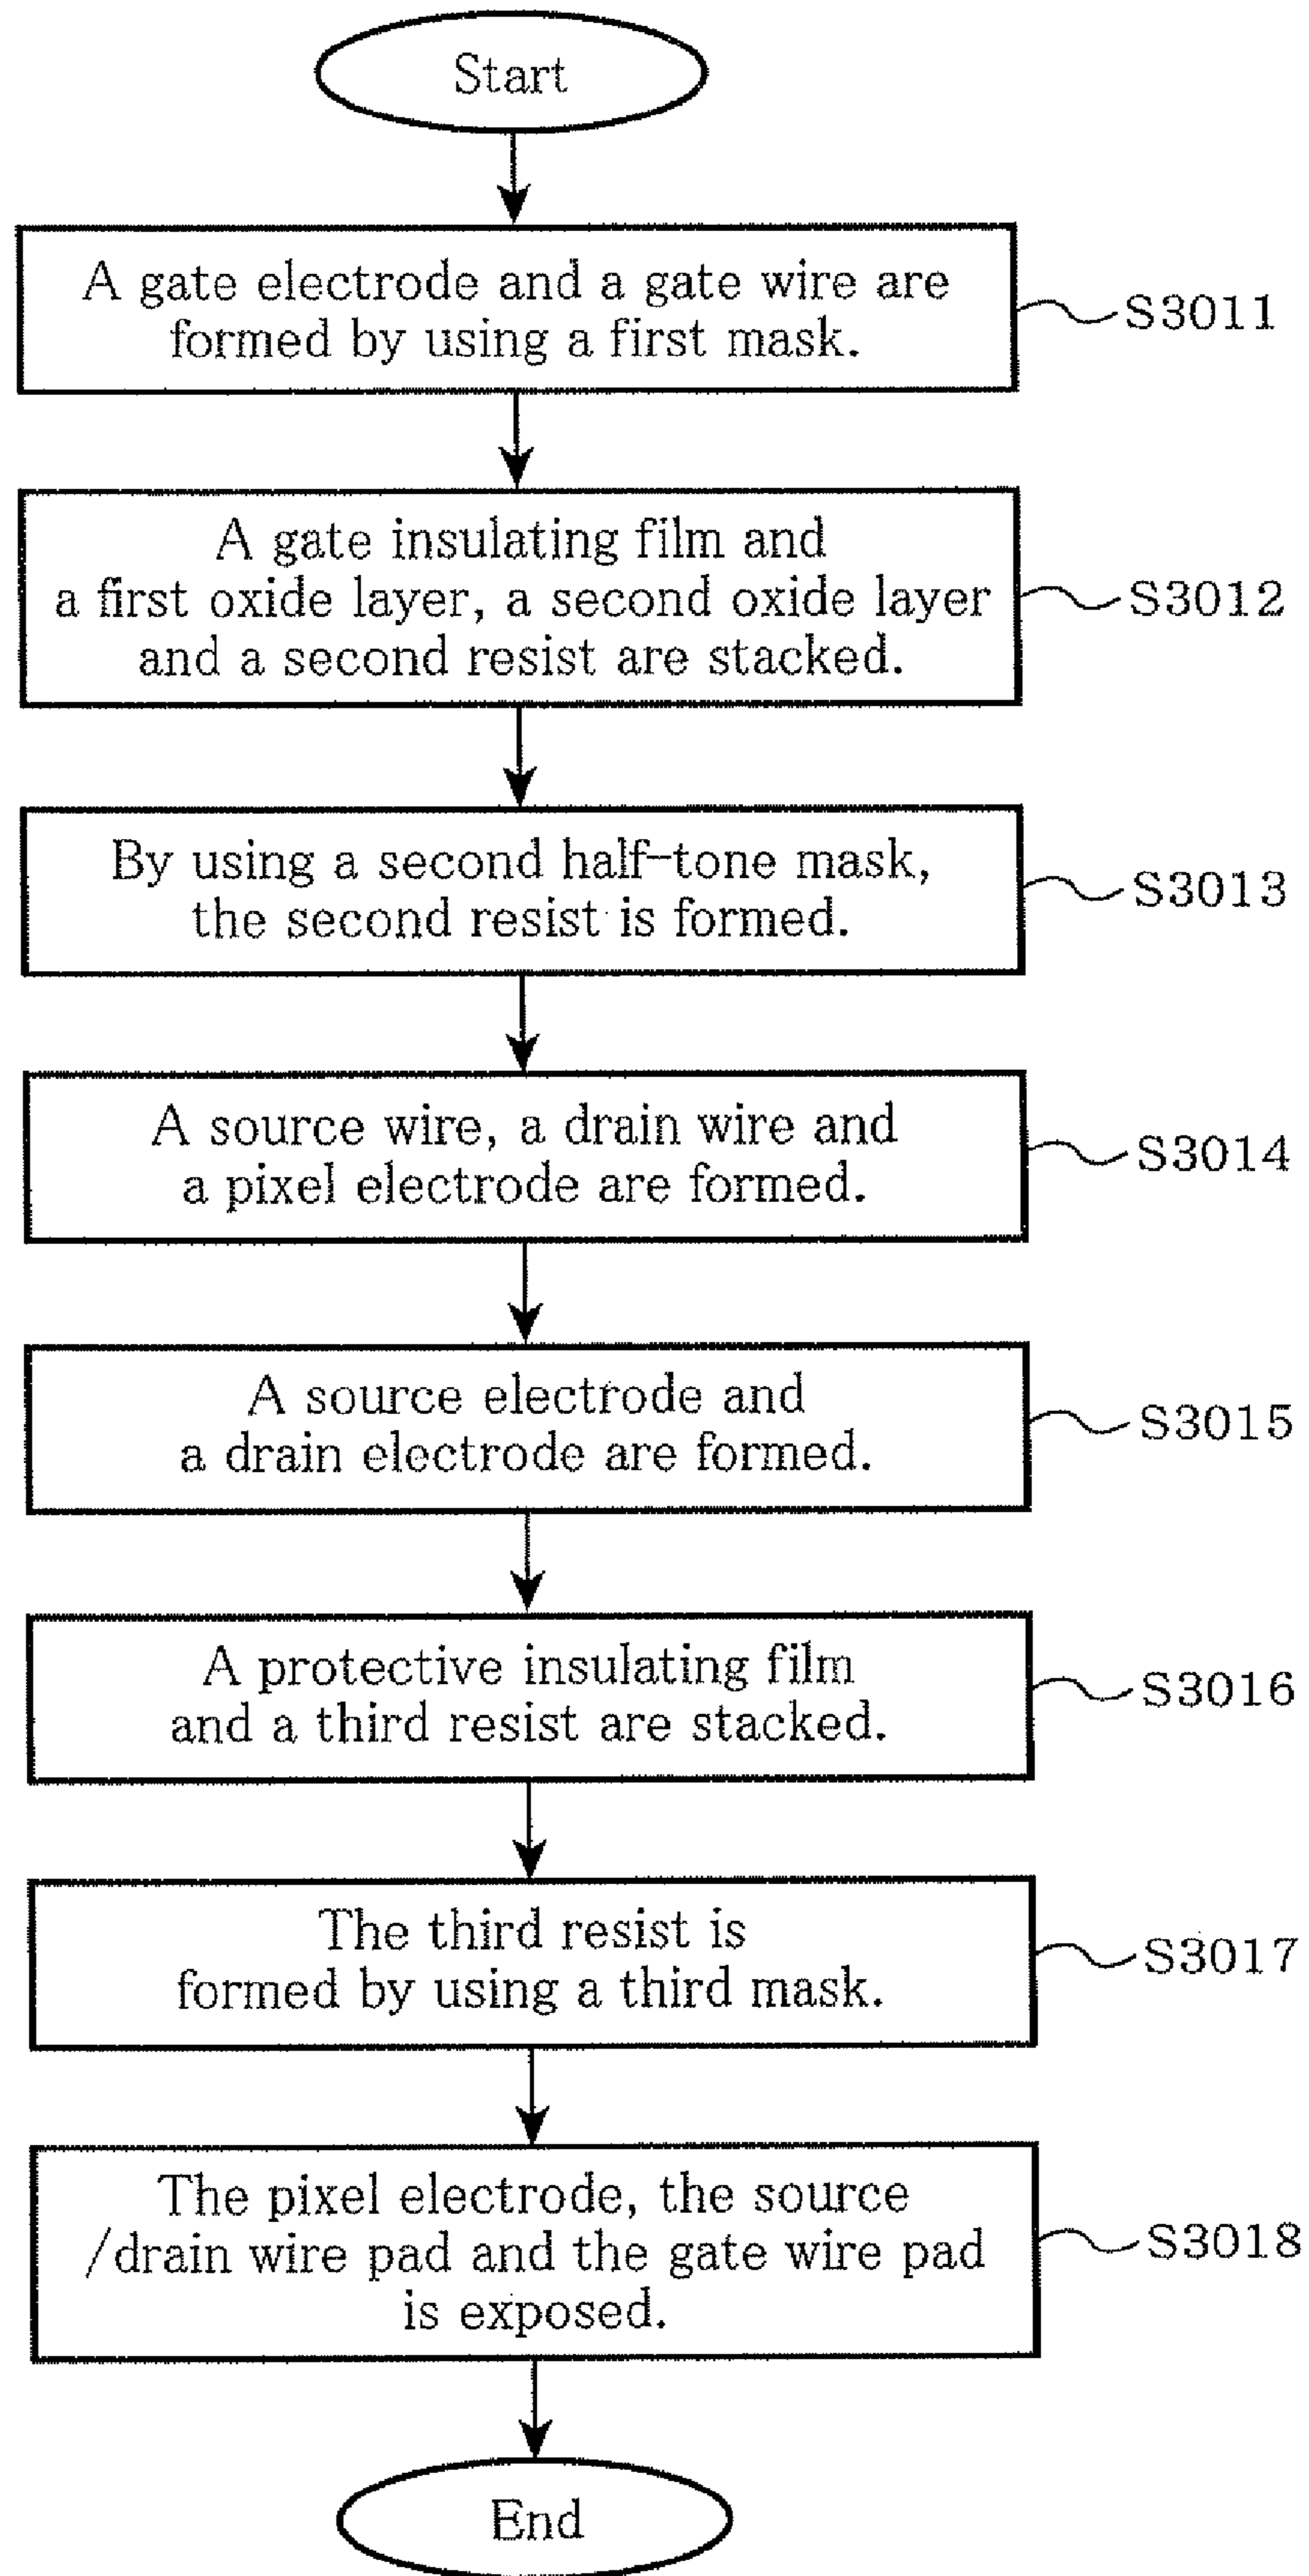 Start
A gate electrode and a gate wire are
formed by using a first mask.
S3011
A gate insulating film and
a first oxide layer, a second oxide layer
and a second resist are stacked.
S3012
By using a second half-tone mask,
the second resist is formed.
S3013
A source wire, a drain wire and
a pixel electrode are formed.
S3014
A source electrode and
a drain electrode are formed.
S3015
A protective insulating film
and a third resist are stacked.
S3016
The third resist is
formed by using a third mask.
S3017
The pixel electrode, the source
/drain wire pad and the gate wire pad
is exposed.
S3018
End